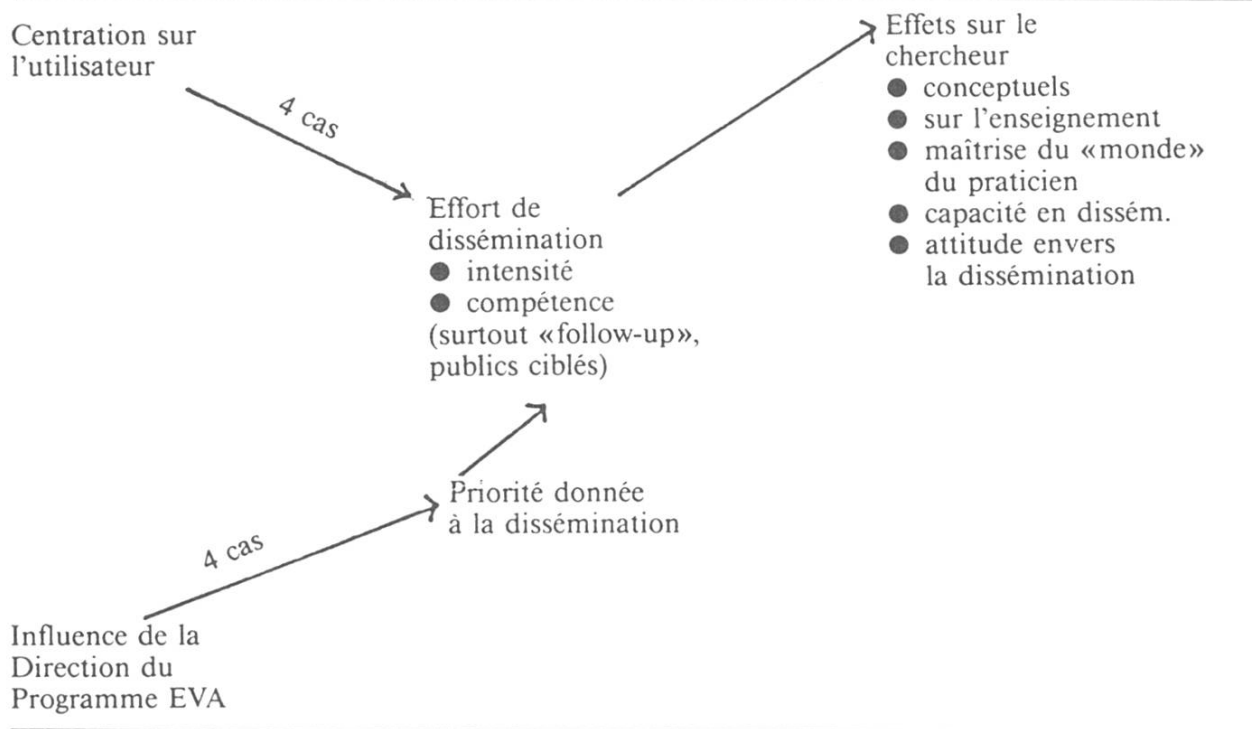 Centration sur
l'utilisateur
4 cas
Effort de
dissémination
● intensité
● compétence
(surtout «follow-up»,
publics ciblés)
Effets sur le
chercheur
● conceptuels
● sur l'enseignement
● maîtrise du «monde»
du praticien
● capacité en dissém.
● attitude envers
la dissémination
Priorité donnée
à la dissémination
4 cas
Influence de la
Direction du
Programme EVA